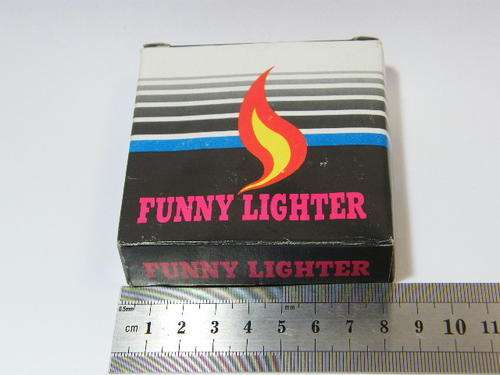 FUNNY LIGHTER
FUNNY LIGHTER
0.5mm
mm
cm 1 2 3 4 5 6 7 8 9 10 11